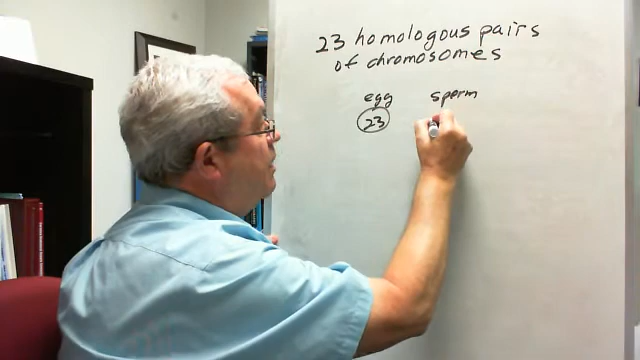 23 homologous pairs
of chromosomes
egg sperm
23